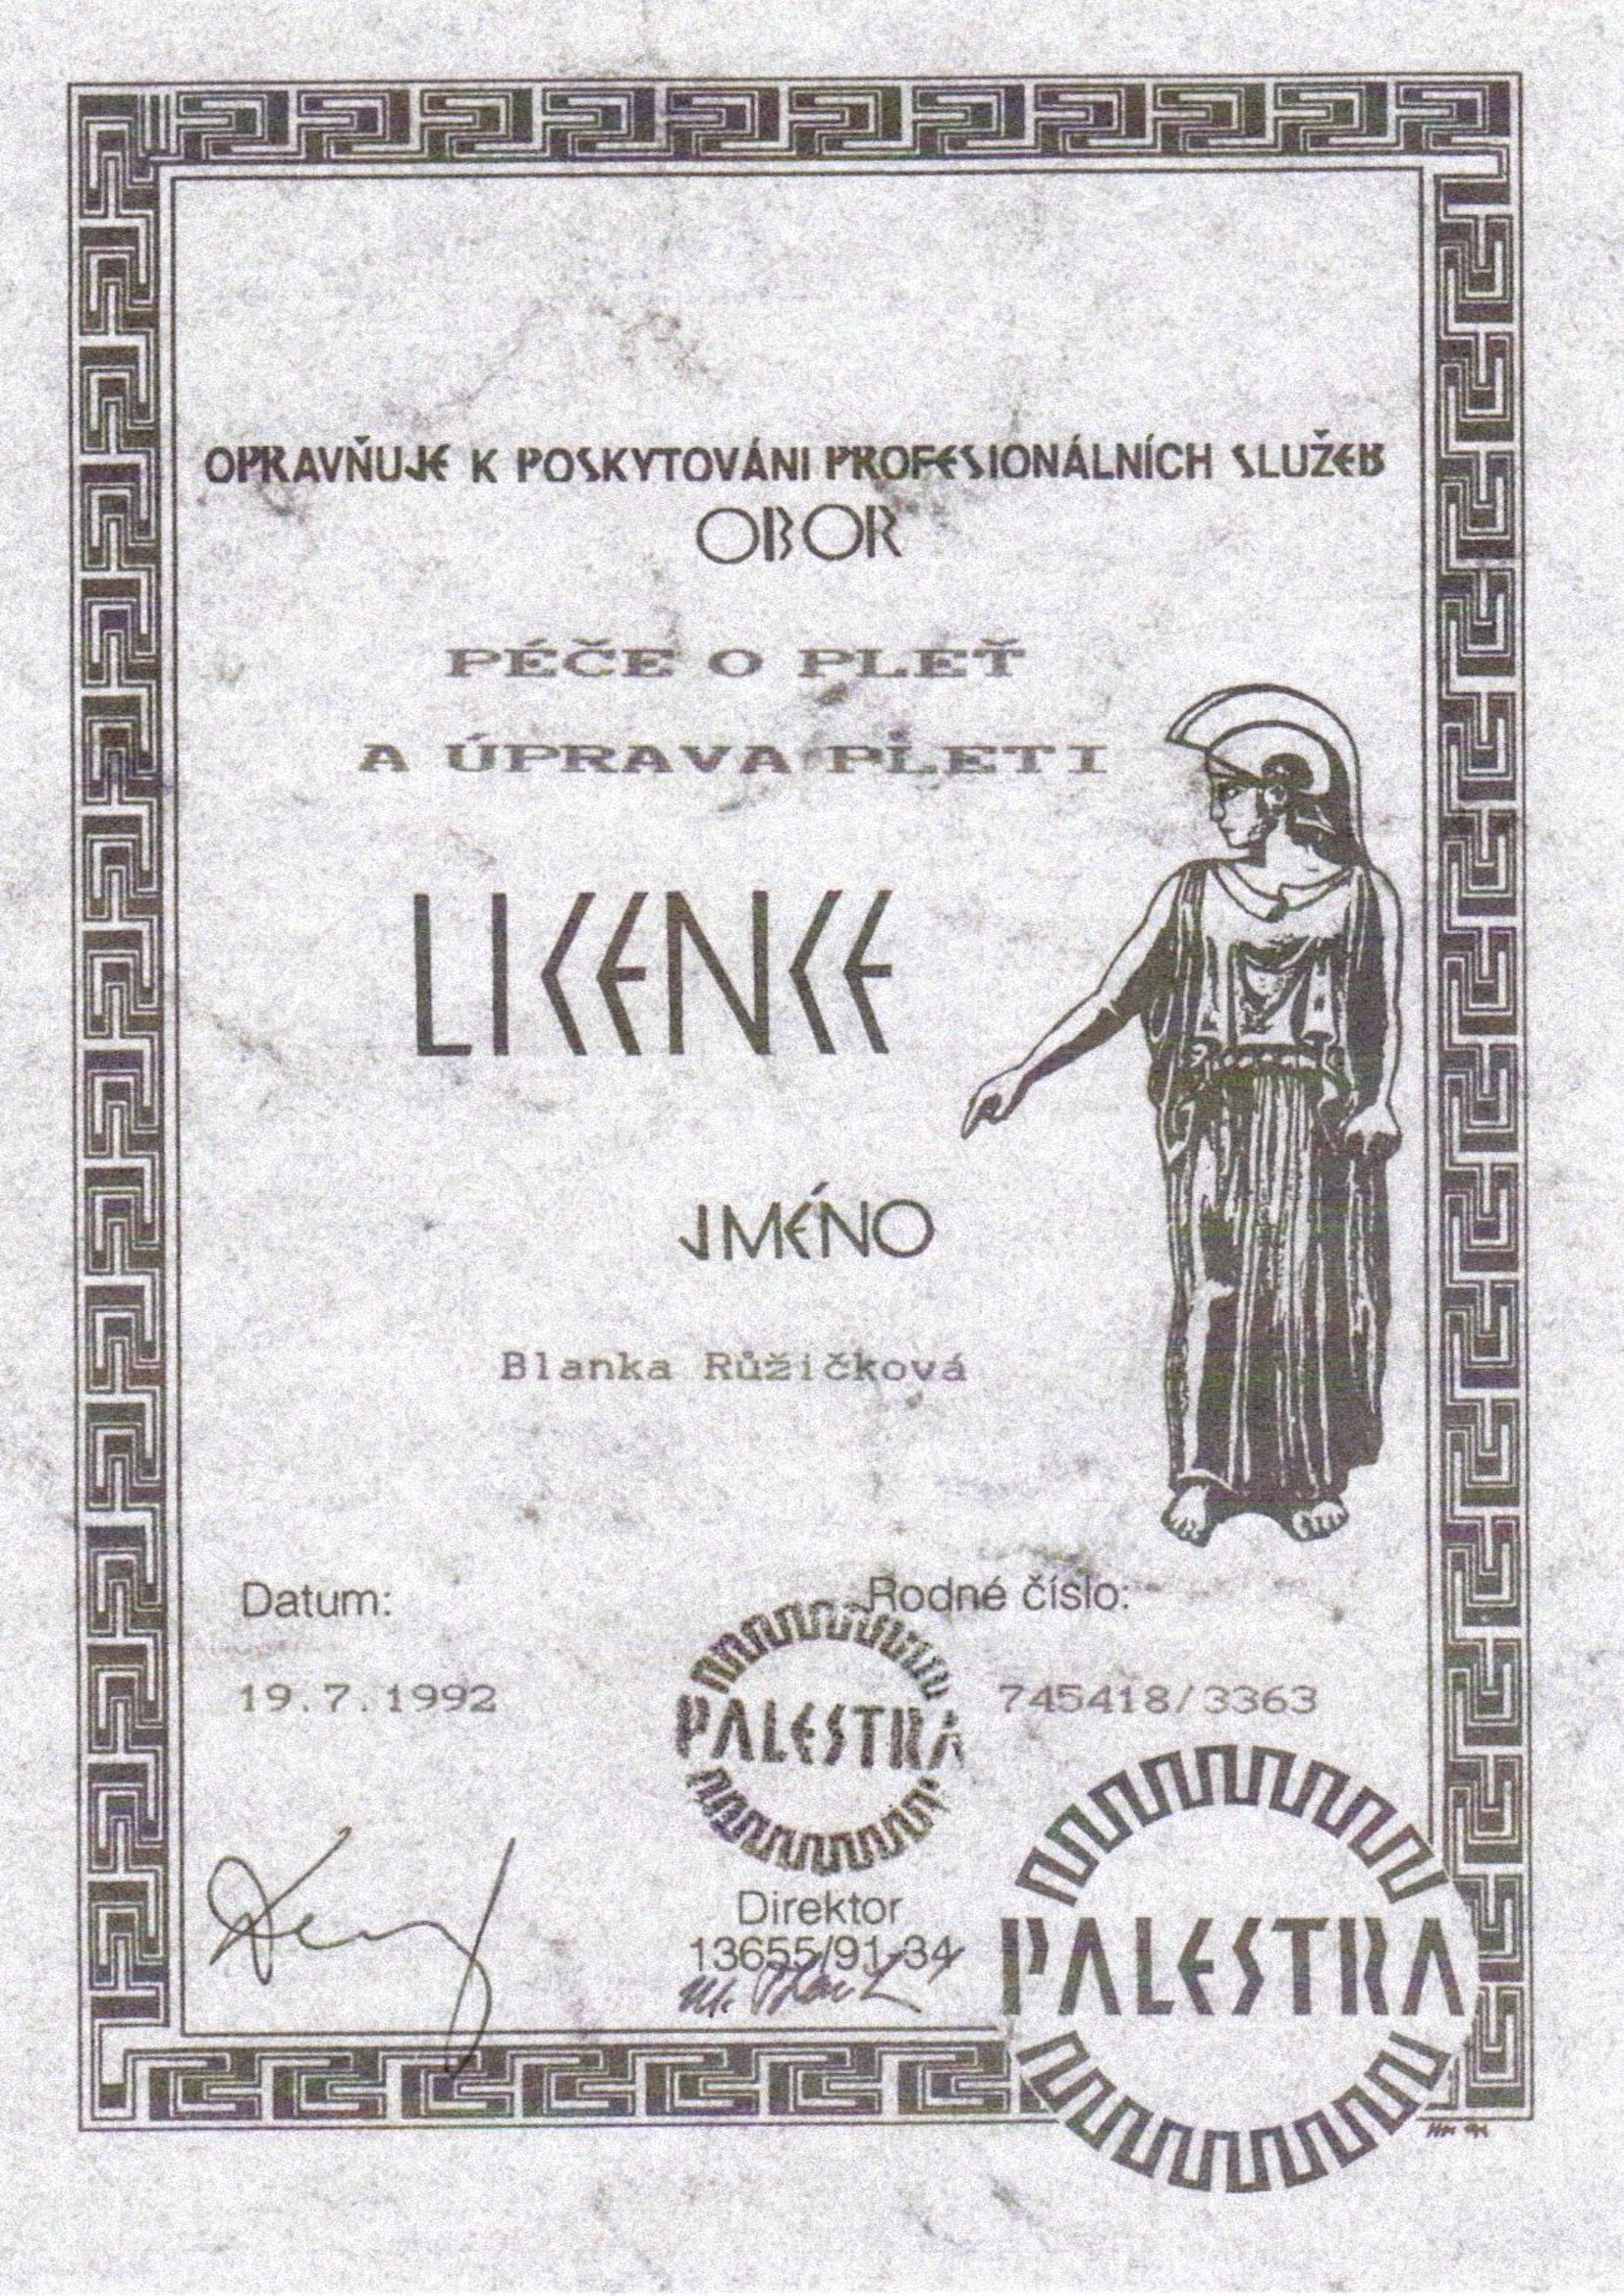 OPRAVŇUJE K POSKYTOVÁNI PROFESIONÁLNÍCH SLUŽEB
OBOR
PÉČE O PLEŤ
A ÚPRAVA PLETI
LICENCE
JMÉNO
Blanka Růžičková
Datum:
Rodné číslo:
19.7.1992
745418/3363
PALESTRA
Direktor
13655/91-34
PALESTRA